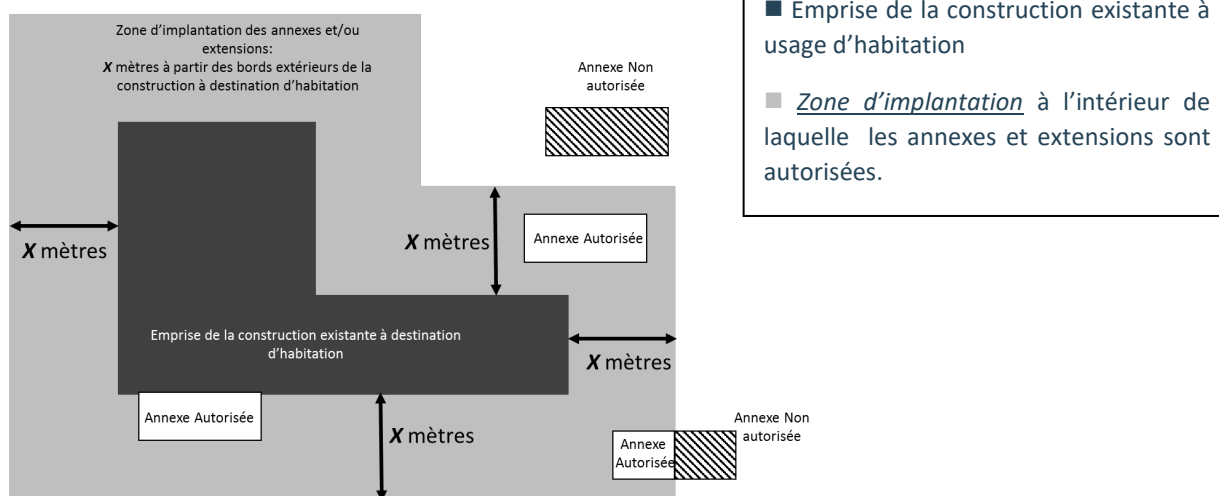 Zone d’implantation des annexes et/ou
extensions:
X mètres à partir des bords extérieurs de la
construction à destination d’habitation
Annexe Non
autorisée
X mètres
X mètres
Annexe Autorisée
Emprise de la construction existante à destination
d’habitation
X mètres
Annexe Autorisée
X mètres
Annexe
Autorisée
Annexe Non
autorisée
Emprise de la construction existante à
usage d’habitation
Zone d’implantation à l’intérieur de
laquelle les annexes et extensions sont
autorisées.